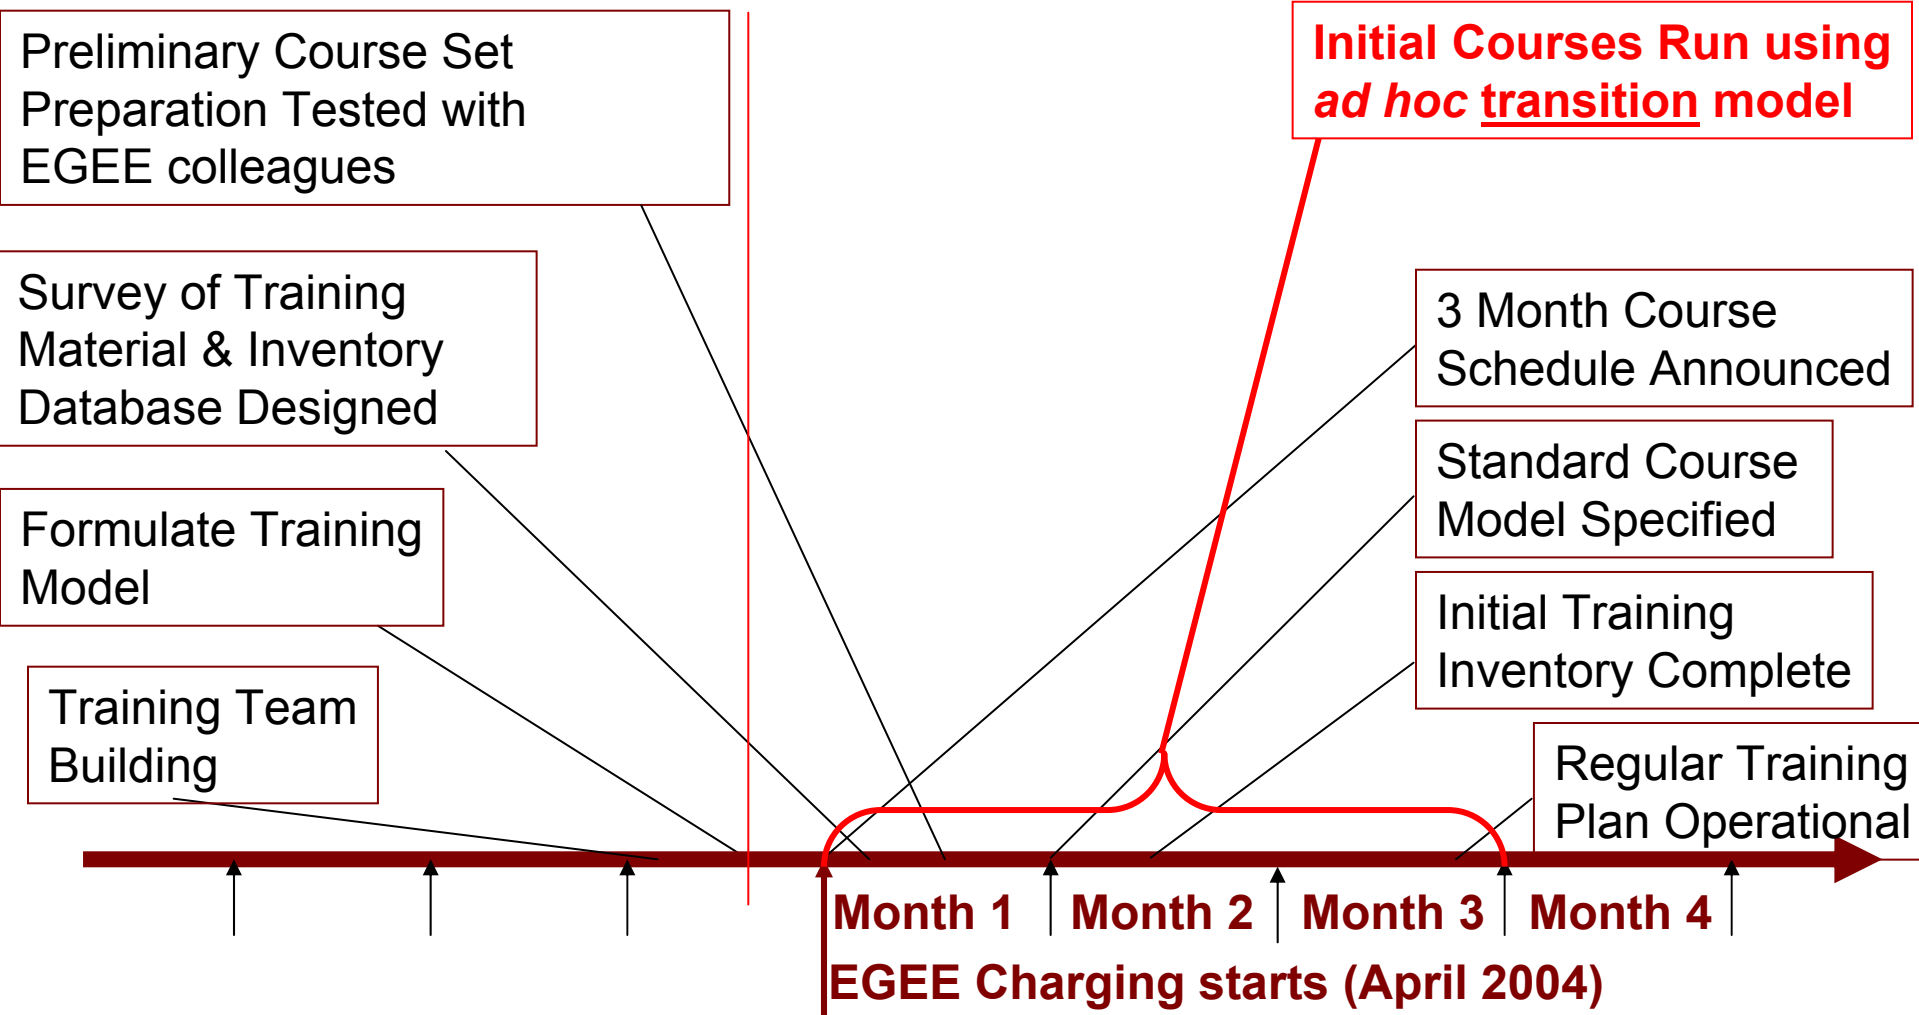 Preliminary Course Set
Preparation Tested with
EGEE colleagues
Initial Courses Run using
ad hoc transition model
Survey of Training
Material & Inventory
Database Designed
3 Month Course
Schedule Announced
Standard Course
Model Specified
Formulate Training
Model
Initial Training
Inventory Complete
Training Team
Building
Regular Training
Plan Operational
Month 1
Month 2
Month 3
Month 4
EGEE Charging starts (April 2004)